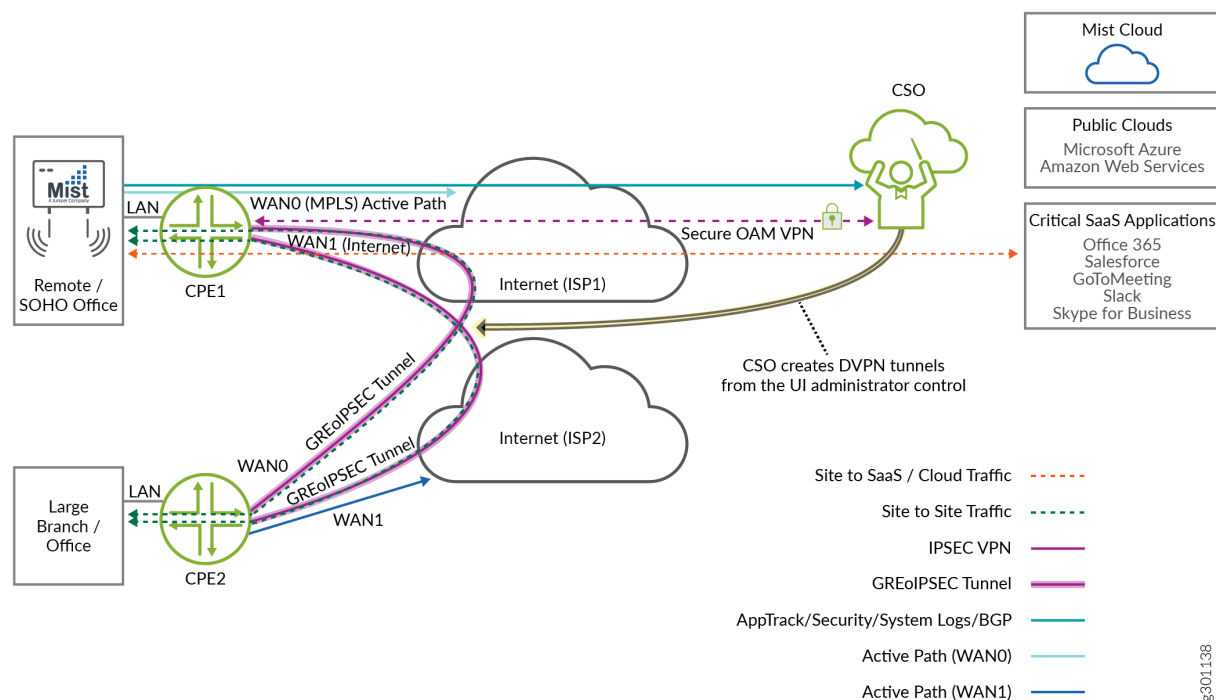 Mist Cloud
CSO
Public Clouds
Microsoft Azure
Amazon Web Services
Mist
A Juniper Company
LAN
WAN0 (MPLS) Active Path
Secure OAM VPN
WAN1 (Internet)
Critical SaaS Applications
Office 365
Salesforce
GoToMeeting
Slack
Skype for Business
Remote /
SOHO Office
CPE1
Internet (ISP1)
CSO creates DVPN tunnels
from the UI administrator control
GREoIPSEC Tunnel
Internet (ISP2)
WAN0
GREoIPSEC Tunnel
LAN
WAN1
Large
Branch /
Office
CPE2
Site to SaaS / Cloud Traffic
Site to Site Traffic
IPSEC VPN
GREoIPSEC Tunnel
AppTrack/Security/System Logs/BGP
Active Path (WAN0)
Active Path (WAN1)
g301138